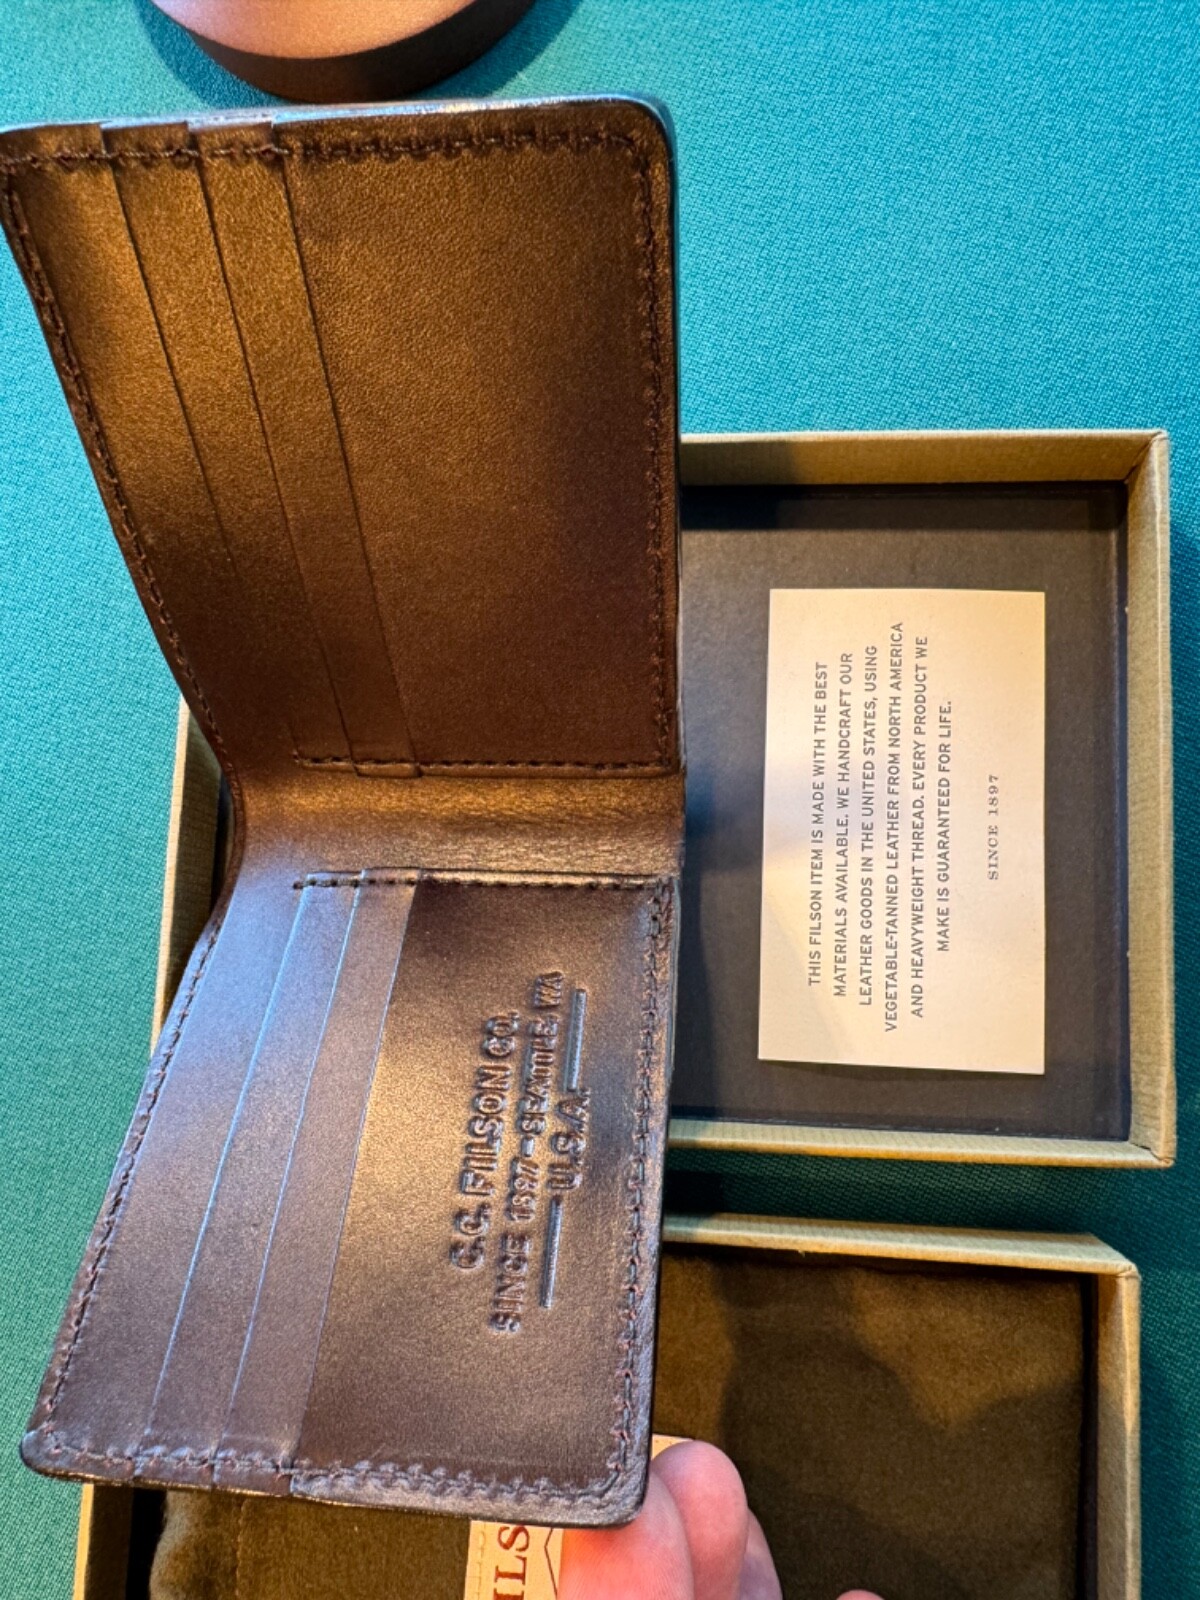 C.C. FILSON CO.
SINCE 1897–SEATTLE, WA
U.S.A.
THIS FILSON ITEM IS MADE WITH THE BEST
MATERIALS AVAILABLE. WE HANDCRAFT OUR
LEATHER GOODS IN THE UNITED STATES, USING
VEGETABLE-TANNED LEATHER FROM NORTH AMERICA
AND HEAVYWEIGHT THREAD. EVERY PRODUCT WE
MAKE IS GUARANTEED FOR LIFE.
SINCE 1897